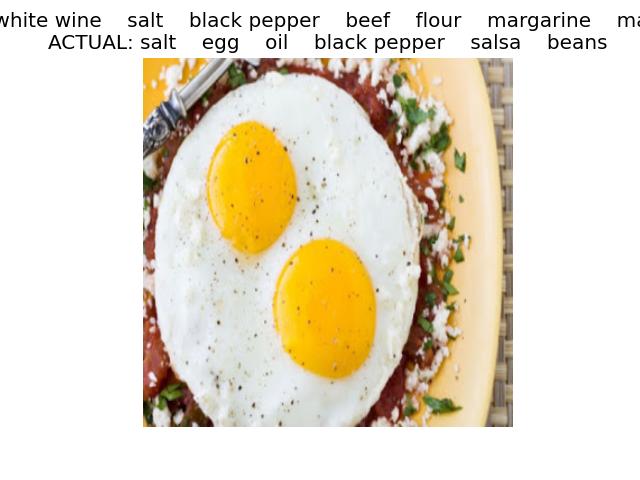 white wine salt black pepper beef flour margarine
ACTUAL: salt egg oil black pepper salsa beans